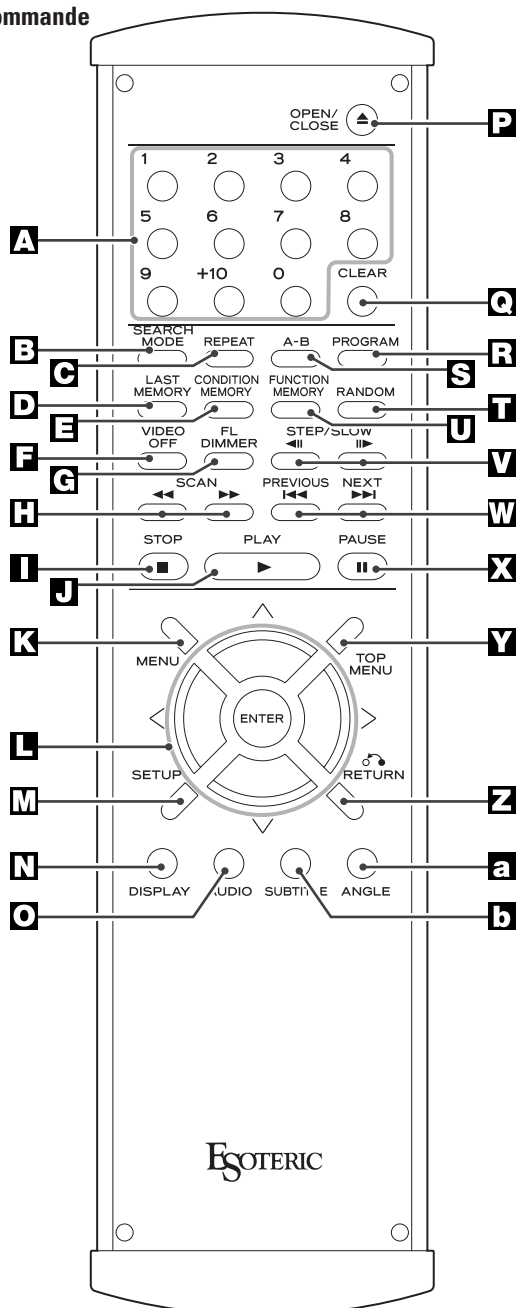 ommande
OPEN/
CLOSE
P
1 2 3 4
A
5 6 7 8
9 +10 0 CLEAR
Q
SEARCH
MODE REPEAT A-B PROGRAM
B
C
S
R
LAST
MEMORY
CONDITION
MEMORY
FUNCTION
MEMORY
RANDOM
D
E
U
T
VIDEO
OFF
FL
DIMMER
STEP/SLOW
F
G
V
SCAN PREVIOUS NEXT
H
W
STOP PLAY PAUSE
I
J
X
K
MENU
TOP
MENU
Y
ENTER
L
SETUP
RETURN
M
Z
N
a
DISPLAY AUDIO SUBTITLE ANGLE
O
b
ESOTERIC